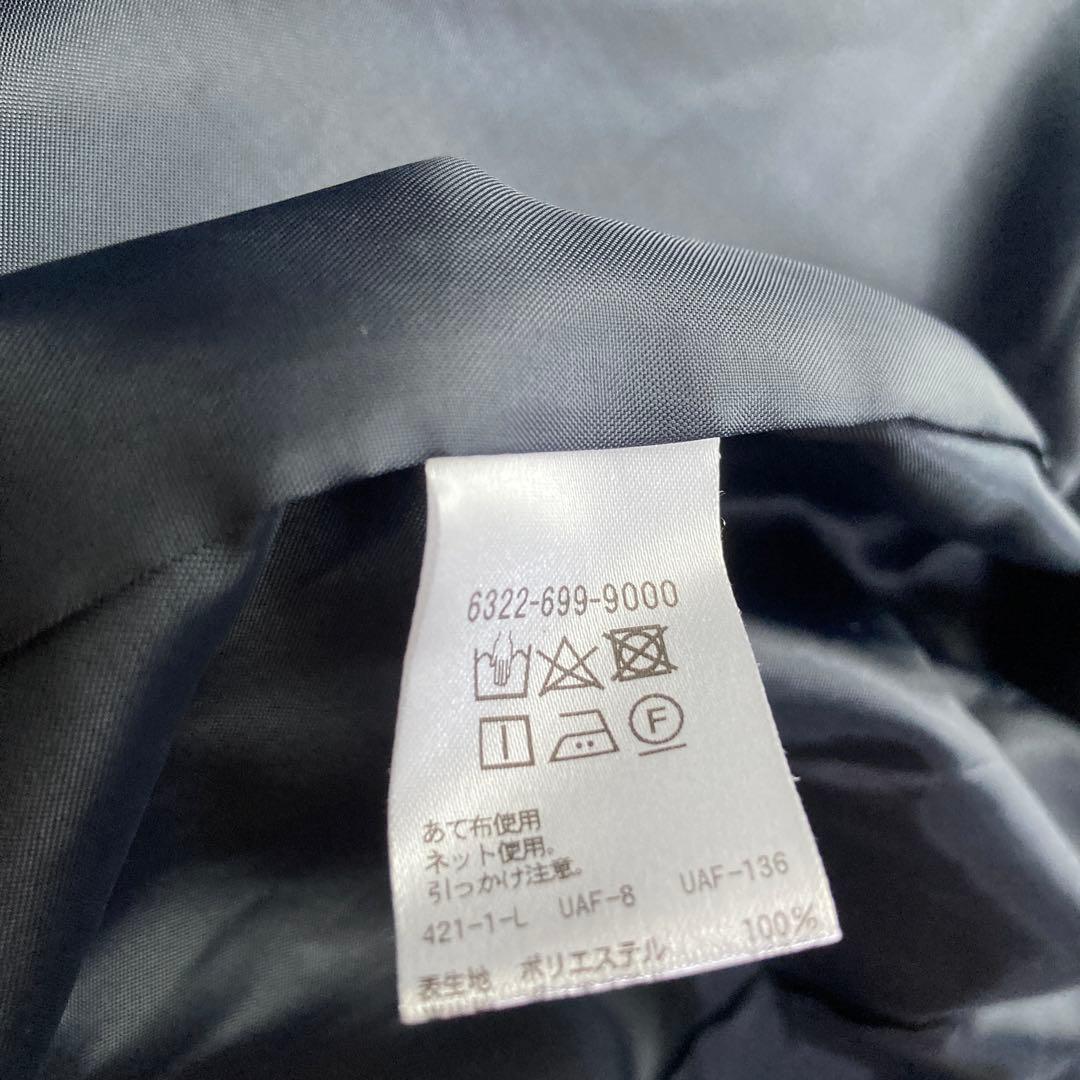 6322-699-9000
F
あて布使用
ネット使用。
引っかけ注意。
421-1-L UAF-8 UAF-136
表生地 ポリエステル 100%